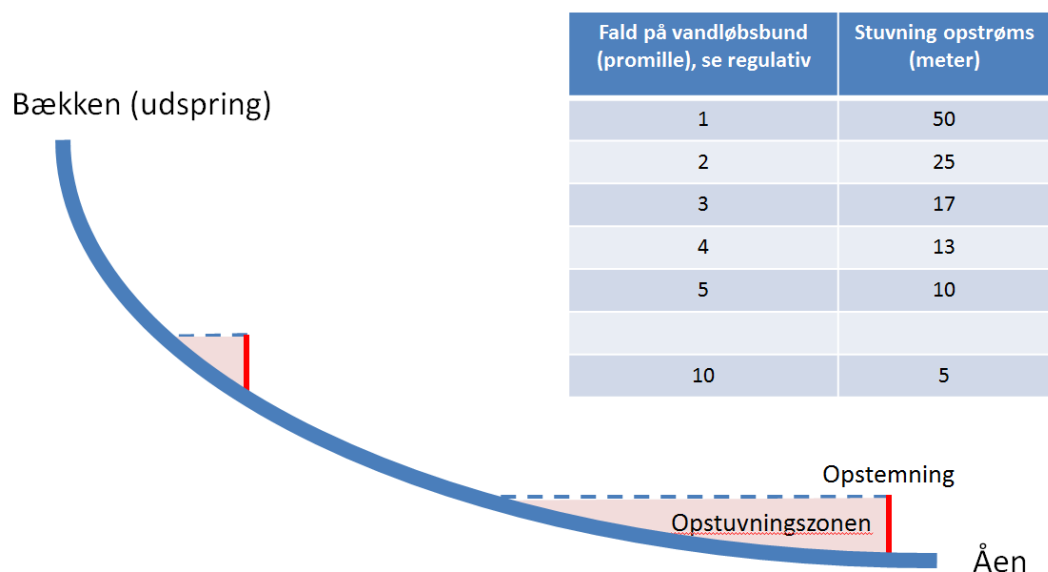 Fald på vandløbsbund
(promille), se regulativ
Stuvning opstrøms
(meter)
Bækken (udspring)
1 50
2 25
3 17
4 13
5 10
10 5
Opstemning
Opstuvningszonen
Åen